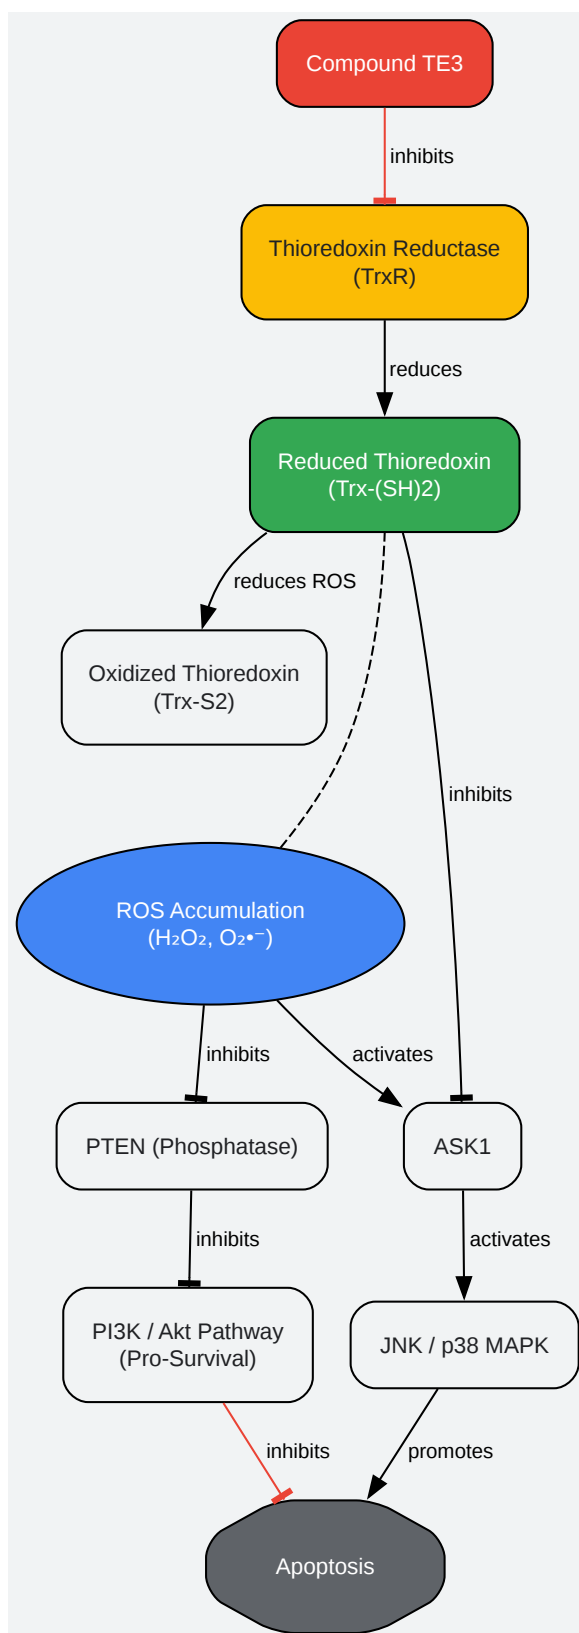 Compound TE3
inhibits
Thioredoxin Reductase
(TrxR)
reduces
Reduced Thioredoxin
(Trx-(SH)2)
reduces ROS
Oxidized Thioredoxin
(Trx-S2)
inhibits
ROS Accumulation
(H₂O₂, O₂•⁻)
inhibits
activates
PTEN (Phosphatase)
ASK1
inhibits
activates
PI3K / Akt Pathway
(Pro-Survival)
JNK / p38 MAPK
inhibits
promotes
Apoptosis